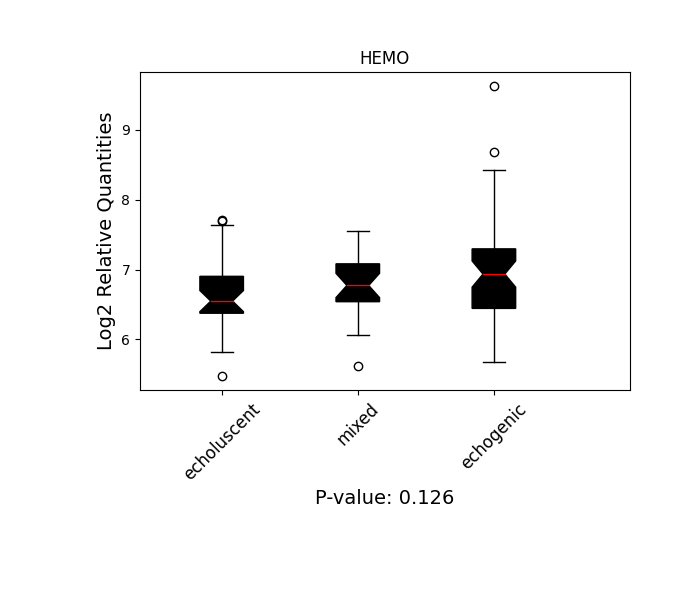 HEMO
Log2 Relative Quantities
9
8
7
6
echoluscent
mixed
echogenic
P-value: 0.126